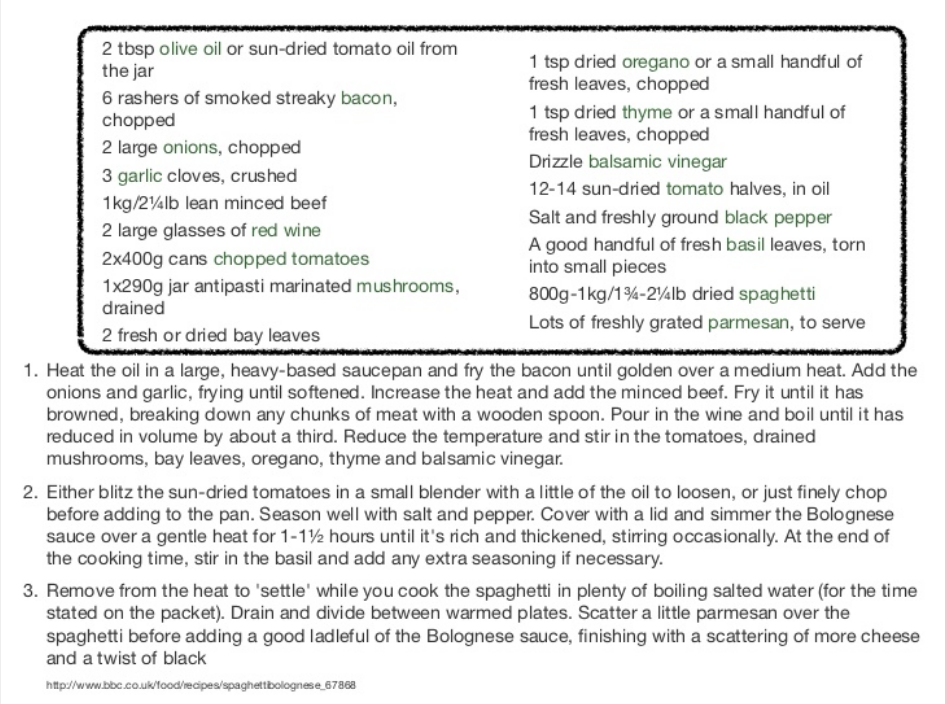 2 tbsp olive oil or sun-dried tomato oil from
the jar
6 rashers of smoked streaky bacon,
chopped
2 large onions, chopped
3 garlic cloves, crushed
1kg/2¼lb lean minced beef
2 large glasses of red wine
2x400g cans chopped tomatoes
1x290g jar antipasti marinated mushrooms,
drained
2 fresh or dried bay leaves
1 tsp dried oregano or a small handful of
fresh leaves, chopped
1 tsp dried thyme or a small handful of
fresh leaves, chopped
Drizzle balsamic vinegar
12-14 sun-dried tomato halves, in oil
Salt and freshly ground black pepper
A good handful of fresh basil leaves, torn
into small pieces
800g-1kg/1¾-2¼lb dried spaghetti
Lots of freshly grated parmesan, to serve
1. Heat the oil in a large, heavy-based saucepan and fry the bacon until golden over a medium heat. Add the
onions and garlic, frying until softened. Increase the heat and add the minced beef. Fry it until it has
browned, breaking down any chunks of meat with a wooden spoon. Pour in the wine and boil until it has
reduced in volume by about a third. Reduce the temperature and stir in the tomatoes, drained
mushrooms, bay leaves, oregano, thyme and balsamic vinegar.
2. Either blitz the sun-dried tomatoes in a small blender with a little of the oil to loosen, or just finely chop
before adding to the pan. Season well with salt and pepper. Cover with a lid and simmer the Bolognese
sauce over a gentle heat for 1-1½ hours until it's rich and thickened, stirring occasionally. At the end of
the cooking time, stir in the basil and add any extra seasoning if necessary.
3. Remove from the heat to 'settle' while you cook the spaghetti in plenty of boiling salted water (for the time
stated on the packet). Drain and divide between warmed plates. Scatter a little parmesan over the
spaghetti before adding a good ladleful of the Bolognese sauce, finishing with a scattering of more cheese
and a twist of black
http://www.bbc.co.uk/food/recipes/spaghettibolognese_67868